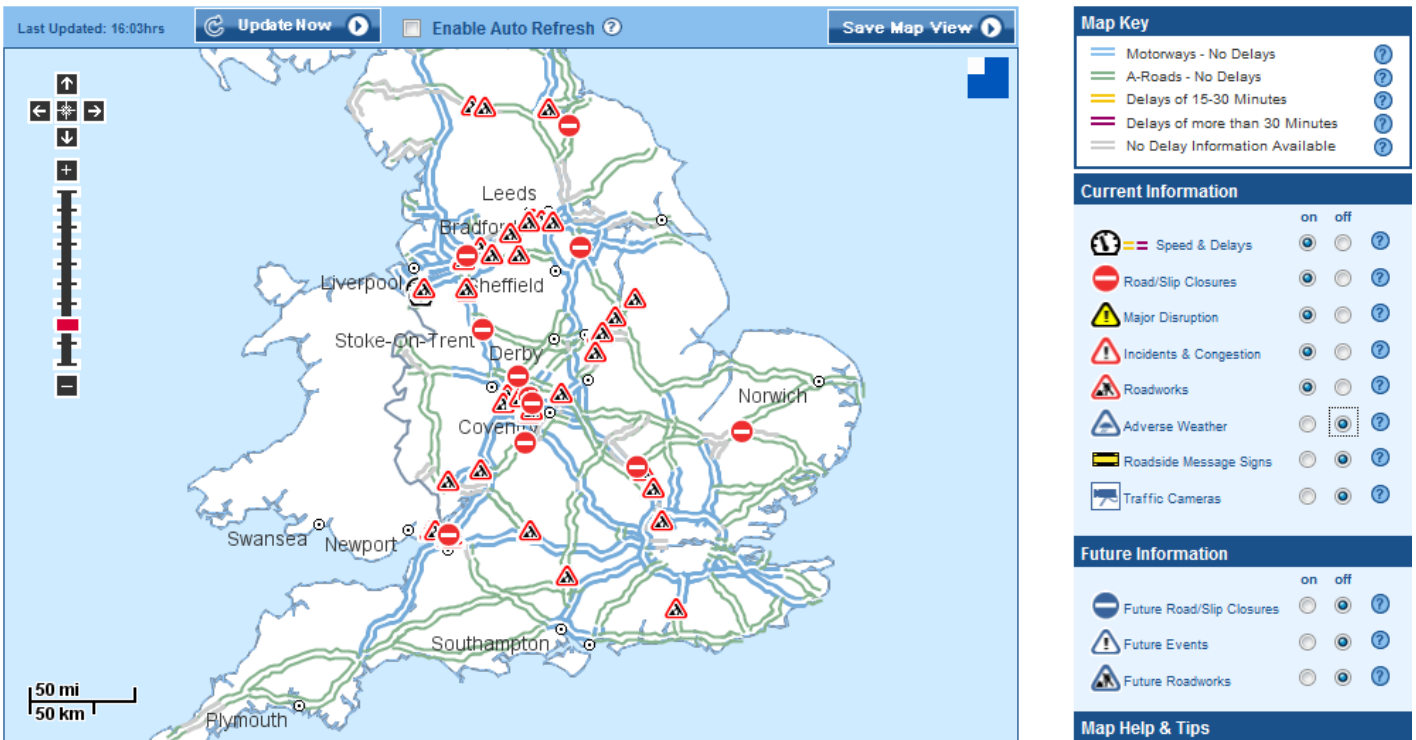 Last Updated: 16:03hrs
Update Now
Enable Auto Refresh ?
Save Map View
Leeds
Bradford
Liverpool
Sheffield
Stoke-On-Trent
Derby
Norwich
Coventry
Swansea
Newport
Southampton
Plymouth
50 mi
50 km
Map Key
Motorways - No Delays ?
A-Roads - No Delays ?
Delays of 15-30 Minutes ?
Delays of more than 30 Minutes ?
No Delay Information Available ?
Current Information
on off
Speed & Delays ?
Road/Slip Closures ?
Major Disruption ?
Incidents & Congestion ?
Roadworks ?
Adverse Weather ?
Roadside Message Signs ?
Traffic Cameras ?
Future Information
on off
Future Road/Slip Closures ?
Future Events ?
Future Roadworks ?
Map Help & Tips